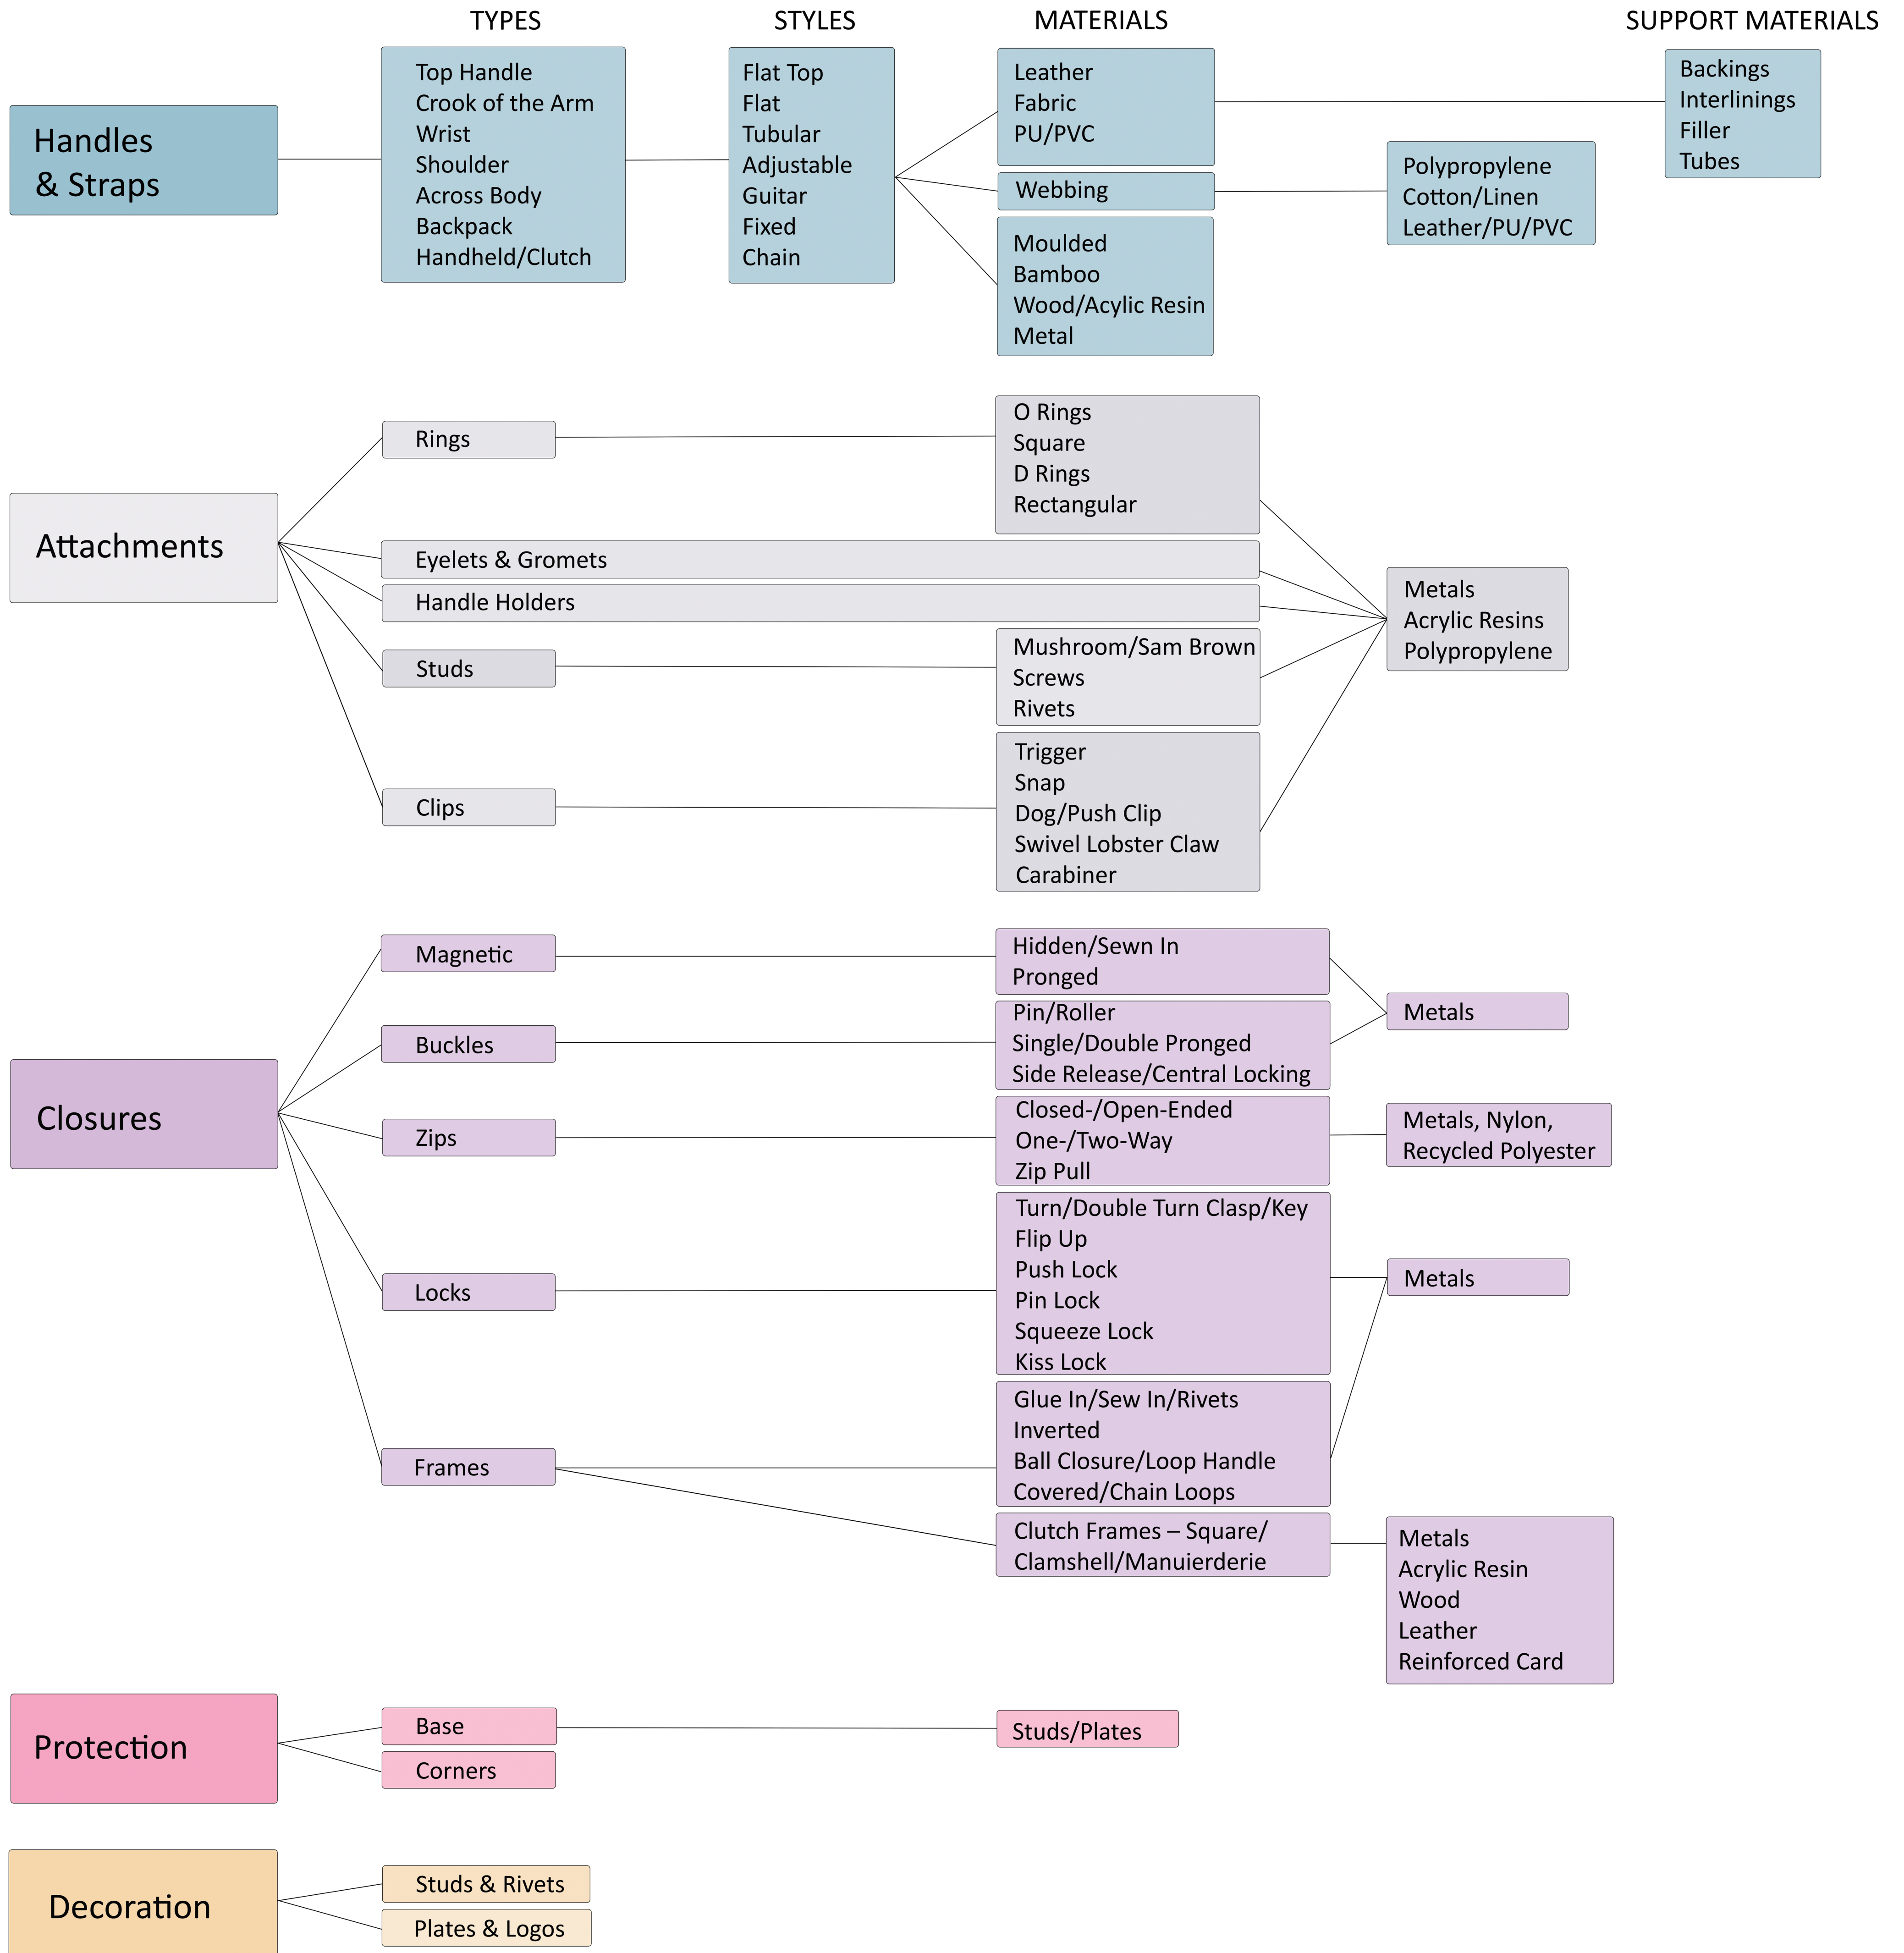 TYPES
STYLES
MATERIALS
SUPPORT MATERIALS
Handles
& Straps
Top Handle
Crook of the Arm
Wrist
Shoulder
Across Body
Backpack
Handheld/Clutch
Flat Top
Flat
Tubular
Adjustable
Guitar
Fixed
Chain
Leather
Fabric
PU/PVC
Webbing
Moulded
Bamboo
Wood/Acylic Resin
Metal
Polypropylene
Cotton/Linen
Leather/PU/PVC
Backings
Interlinings
Filler
Tubes
Attachments
Rings
O Rings
Square
D Rings
Rectangular
Eyelets & Gromets
Handle Holders
Studs
Mushroom/Sam Brown
Screws
Rivets
Clips
Trigger
Snap
Dog/Push Clip
Swivel Lobster Claw
Carabiner
Metals
Acrylic Resins
Polypropylene
Closures
Magnetic
Hidden/Sewn In
Pronged
Buckles
Pin/Roller
Single/Double Pronged
Side Release/Central Locking
Metals
Zips
Closed-/Open-Ended
One-/Two-Way
Zip Pull
Metals, Nylon,
Recycled Polyester
Locks
Turn/Double Turn Clasp/Key
Flip Up
Push Lock
Pin Lock
Squeeze Lock
Kiss Lock
Metals
Frames
Glue In/Sew In/Rivets
Inverted
Ball Closure/Loop Handle
Covered/Chain Loops
Clutch Frames – Square/
Clamshell/Manuierderie
Metals
Acrylic Resin
Wood
Leather
Reinforced Card
Protection
Base
Studs/Plates
Corners
Decoration
Studs & Rivets
Plates & Logos